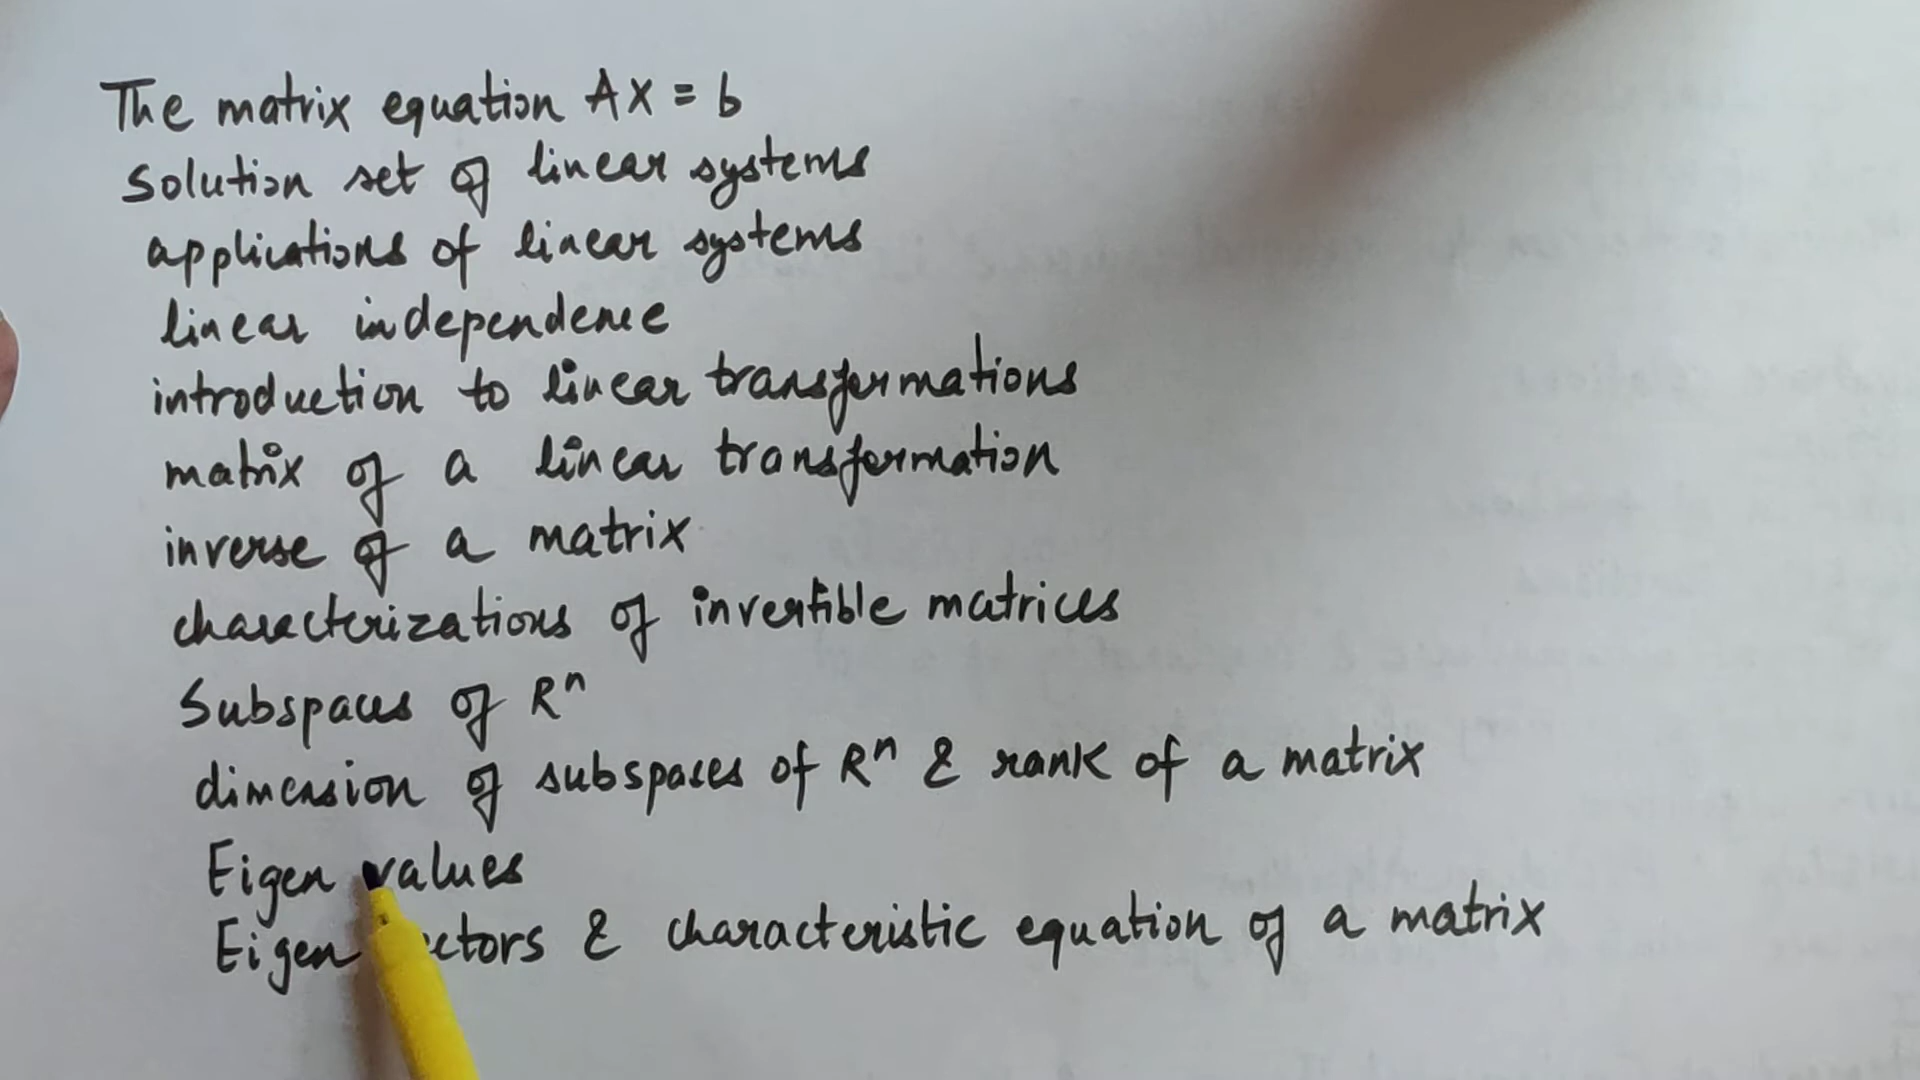 The matrix equation AX = b
Solution set of linear systems
applications of linear systems
linear independence
introduction to linear transformations
matrix of a linear transformation
inverse of a matrix
characterizations of invertible matrices
Subspaces of Rⁿ
dimension of subspaces of Rⁿ & rank of a matrix
Eigen values
Eigen & characteristic equation of a matrix